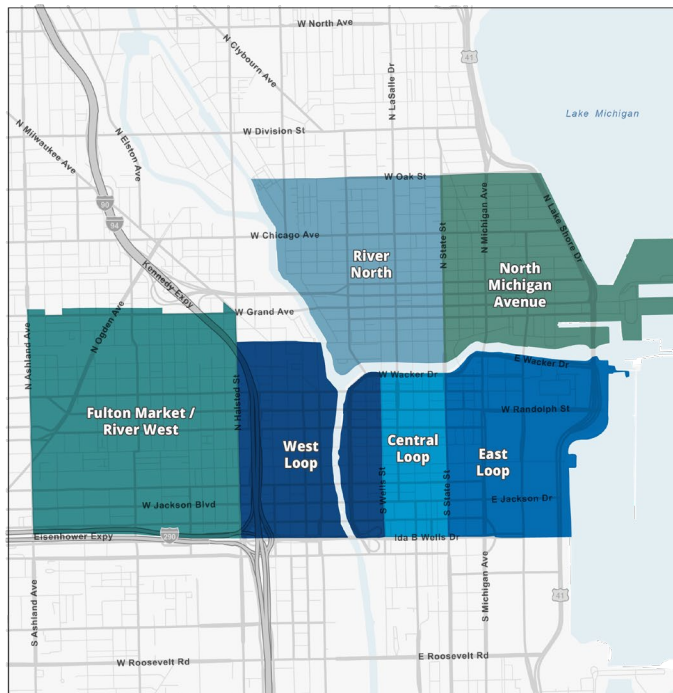 W North Ave
41
N Clybourn Ave
N LaSalle Dr
Lake Michigan
W Division St
N Milwaukee Ave
N Elston Ave
W Oak St
90
94
N Michigan Ave
N Lake Shore Dr
W Chicago Ave
N State St
River
North
Kennedy Expy
North
Michigan
Avenue
N Ogden Ave
W Grand Ave
N Ashland Ave
E Wacker Dr
W Wacker Dr
N Halsted St
Fulton Market /
River West
W Randolph St
West
Loop
Central
Loop
East
Loop
S Wells St
S State St
W Jackson Blvd
E Jackson Dr
Eisenhower Expy
290
Ida B Wells Dr
S Ashland Ave
S Michigan Ave
41
W Roosevelt Rd
E Roosevelt Rd